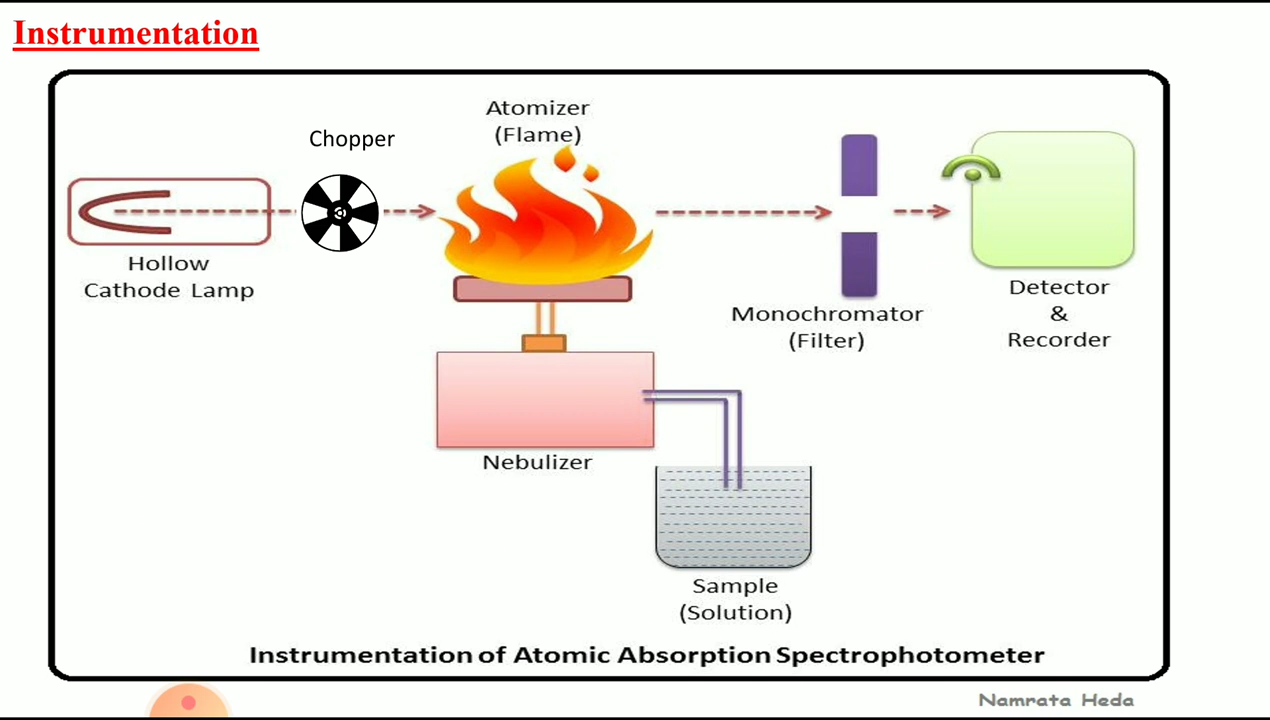 Instrumentation
Atomizer
(Flame)
Chopper
Hollow
Cathode Lamp
Monochromator
(Filter)
Detector
&
Recorder
Nebulizer
Sample
(Solution)
Instrumentation of Atomic Absorption Spectrophotometer
Namrata Heda